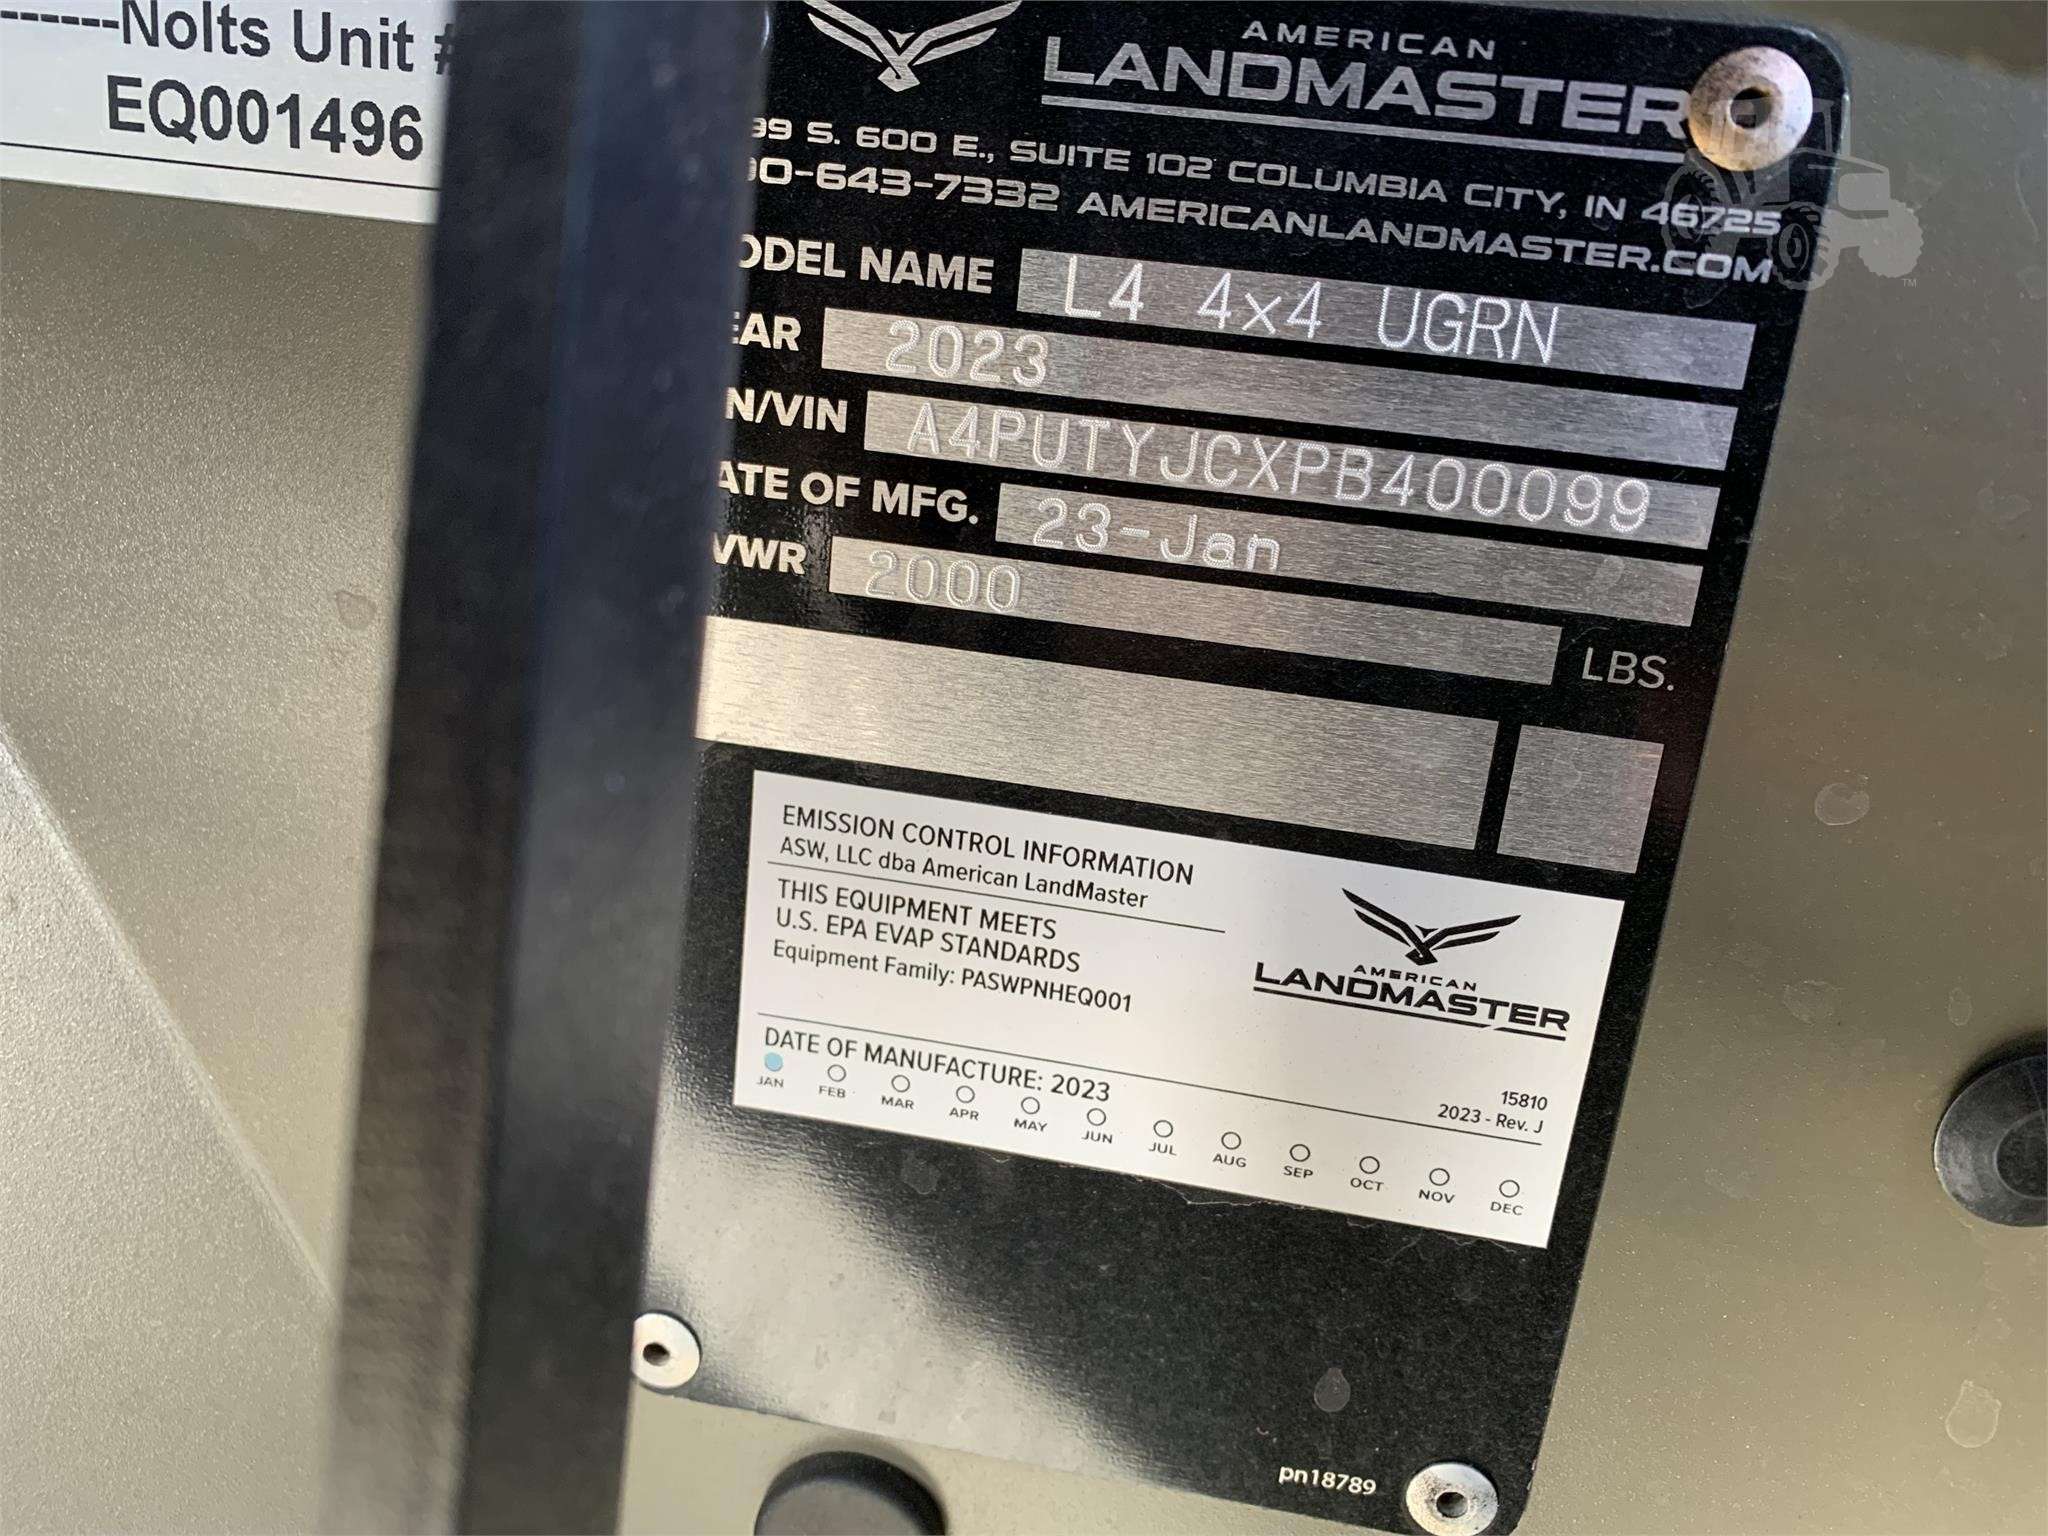 ------Nolts Unit #
EQ001496
AMERICAN
LANDMASTER
99 S. 600 E., SUITE 102 COLUMBIA CITY, IN 46725
00-643-7332 AMERICANLANDMASTER.COM
ODEL NAME L4 4x4 UGRN
EAR 2023
N/VIN A4PUTYJCXPB400099
ATE OF MFG. 23-Jan
VWR 2000
LBS.
EMISSION CONTROL INFORMATION
ASW, LLC dba American LandMaster
THIS EQUIPMENT MEETS
U.S. EPA EVAP STANDARDS
Equipment Family: PASWPNHEQ001
AMERICAN
LANDMASTER
DATE OF MANUFACTURE: 2023
15810
2023 - Rev. J
JAN FEB MAR APR MAY JUN JUL AUG SEP OCT NOV DEC
pn18789
TM